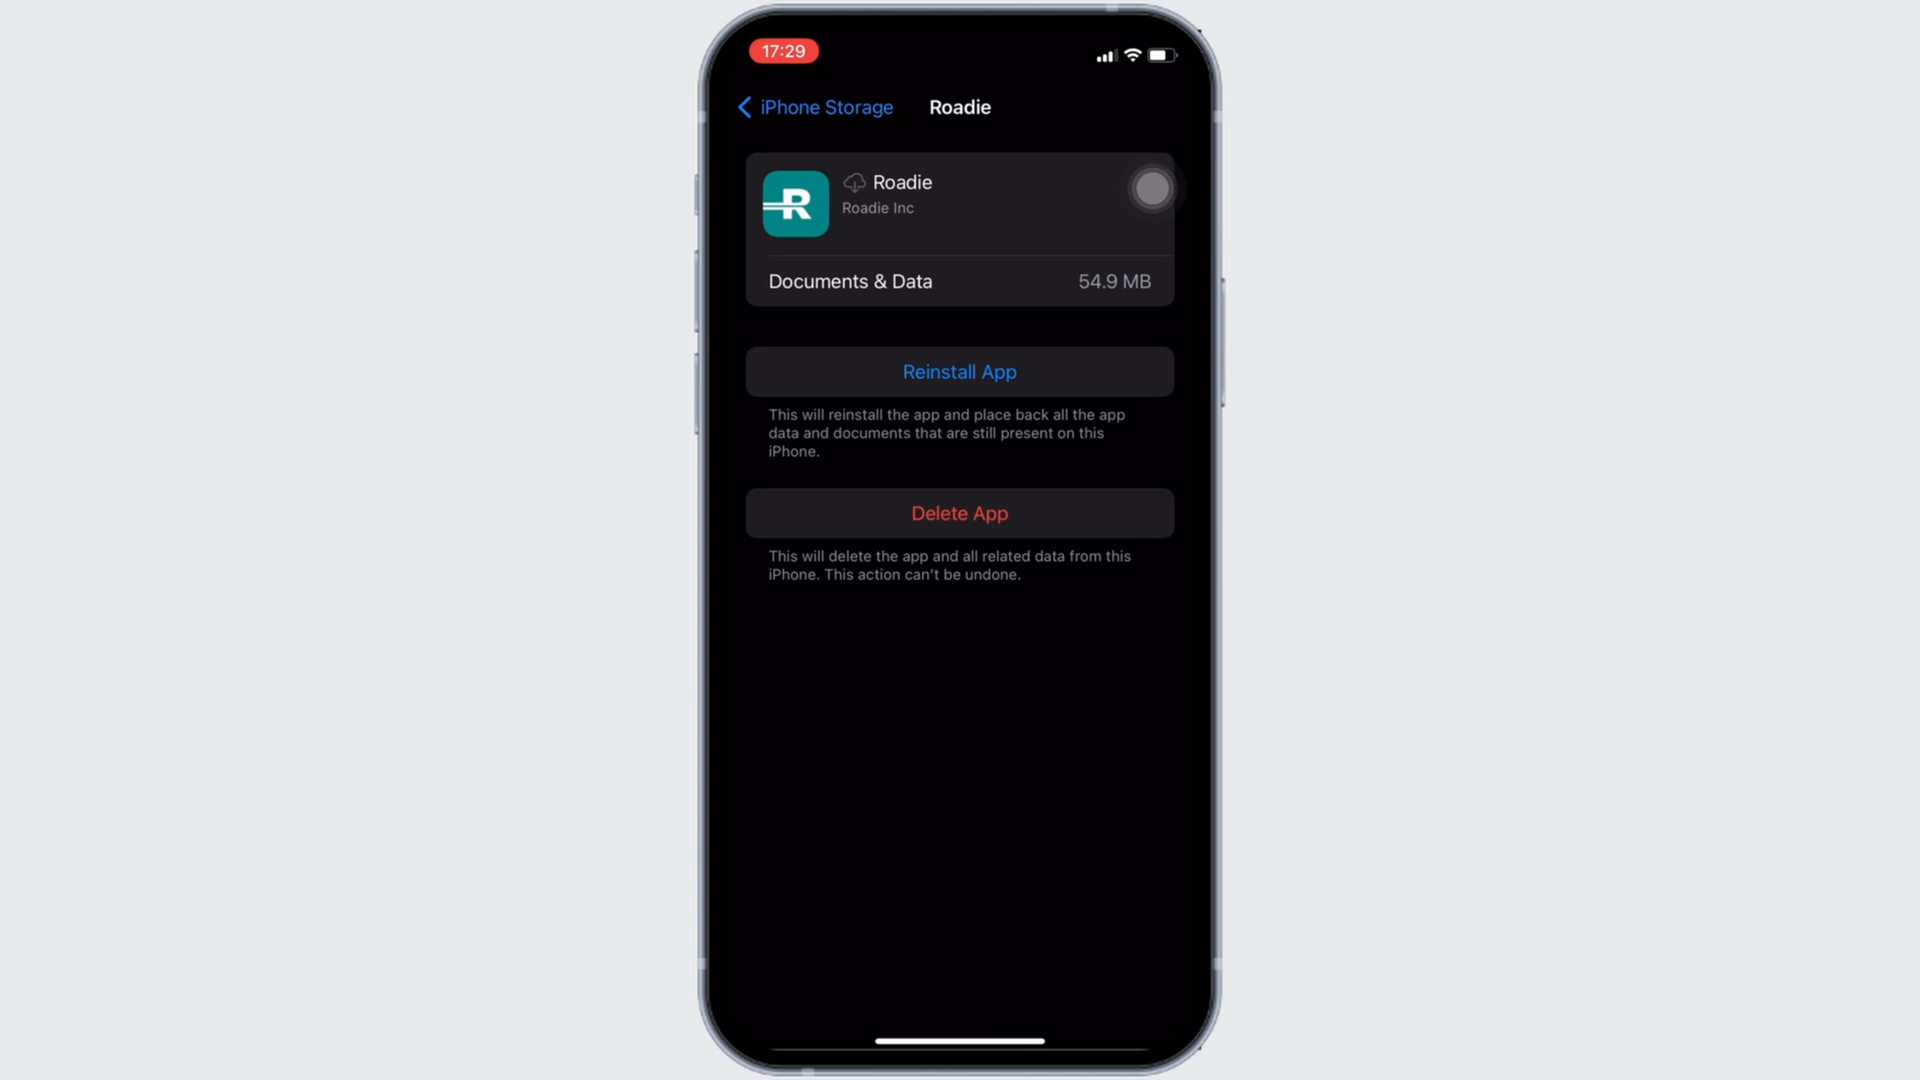 17:29
iPhone Storage
Roadie
R
Roadie
Roadie Inc
Documents & Data
54.9 MB
Reinstall App
This will reinstall the app and place back all the app
data and documents that are still present on this
iPhone.
Delete App
This will delete the app and all related data from this
iPhone. This action can't be undone.